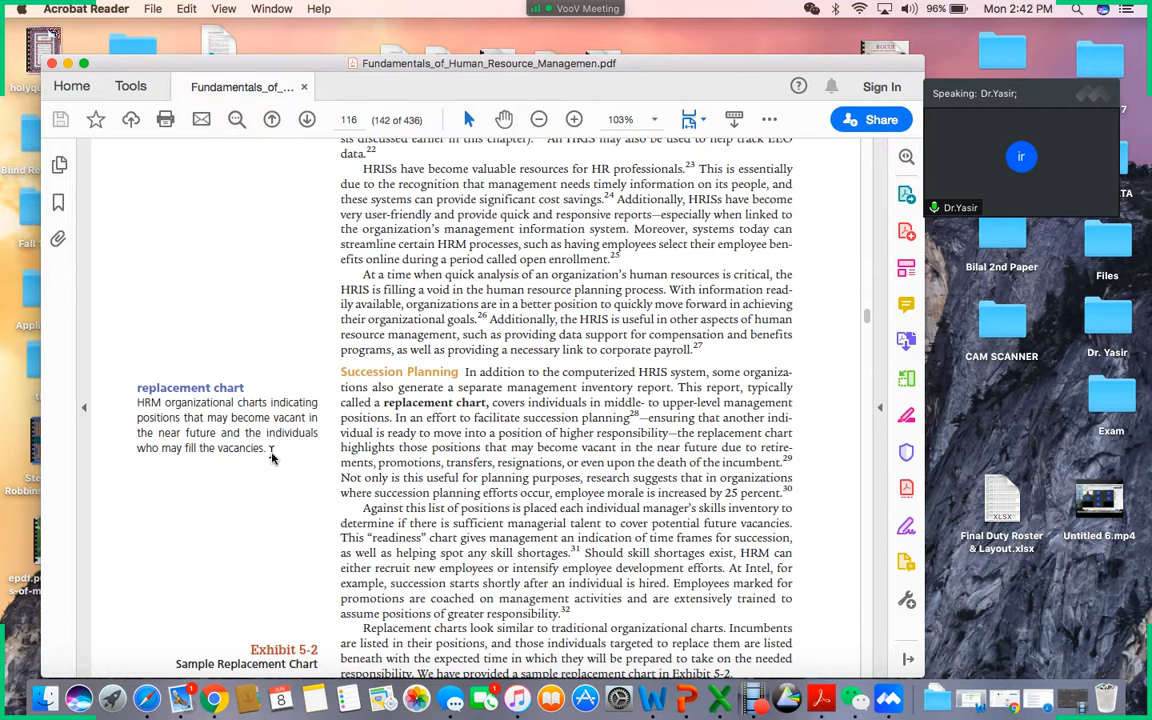 Acrobat Reader File Edit View Window Help
VooV Meeting
96% Mon 2:42 PM
Fundamentals_of_Human_Resource_Managemen.pdf
Home Tools Fundamentals_of_... × Sign In
116 (142 of 436) 103% Share
Speaking: Dr.Yasir;
ir
Dr.Yasir
data.22
HRISs have become valuable resources for HR professionals.23 This is essentially
due to the recognition that management needs timely information on its people, and
these systems can provide significant cost savings.24 Additionally, HRISs have become
very user-friendly and provide quick and responsive reports—especially when linked to
the organization's management information system. Moreover, systems today can
streamline certain HRM processes, such as having employees select their employee ben-
efits online during a period called open enrollment.25
At a time when quick analysis of an organization's human resources is critical, the
HRIS is filling a void in the human resource planning process. With information read-
ily available, organizations are in a better position to quickly move forward in achieving
their organizational goals.26 Additionally, the HRIS is useful in other aspects of human
resource management, such as providing data support for compensation and benefits
programs, as well as providing a necessary link to corporate payroll.27
Succession Planning In addition to the computerized HRIS system, some organiza-
tions also generate a separate management inventory report. This report, typically
called a replacement chart, covers individuals in middle- to upper-level management
positions. In an effort to facilitate succession planning28—ensuring that another indi-
vidual is ready to move into a position of higher responsibility—the replacement chart
highlights those positions that may become vacant in the near future due to retire-
ments, promotions, transfers, resignations, or even upon the death of the incumbent.29
Not only is this useful for planning purposes, research suggests that in organizations
where succession planning efforts occur, employee morale is increased by 25 percent.30
Against this list of positions is placed each individual manager's skills inventory to
determine if there is sufficient managerial talent to cover potential future vacancies.
This "readiness" chart gives management an indication of time frames for succession,
as well as helping spot any skill shortages.31 Should skill shortages exist, HRM can
either recruit new employees or intensify employee development efforts. At Intel, for
example, succession starts shortly after an individual is hired. Employees marked for
promotions are coached on management activities and are extensively trained to
assume positions of greater responsibility.32
Replacement charts look similar to traditional organizational charts. Incumbents
are listed in their positions, and those individuals targeted to replace them are listed
beneath with the expected time in which they will be prepared to take on the needed
responsibility. We have provided a sample replacement chart in Exhibit 5-2.
replacement chart
HRM organizational charts indicating
positions that may become vacant in
the near future and the individuals
who may fill the vacancies.
Exhibit 5-2
Sample Replacement Chart
Bilal 2nd Paper
Files
CAM SCANNER
Dr. Yasir
Exam
XLSX
Final Duty Roster
& Layout.xlsx
Untitled 6.mp4